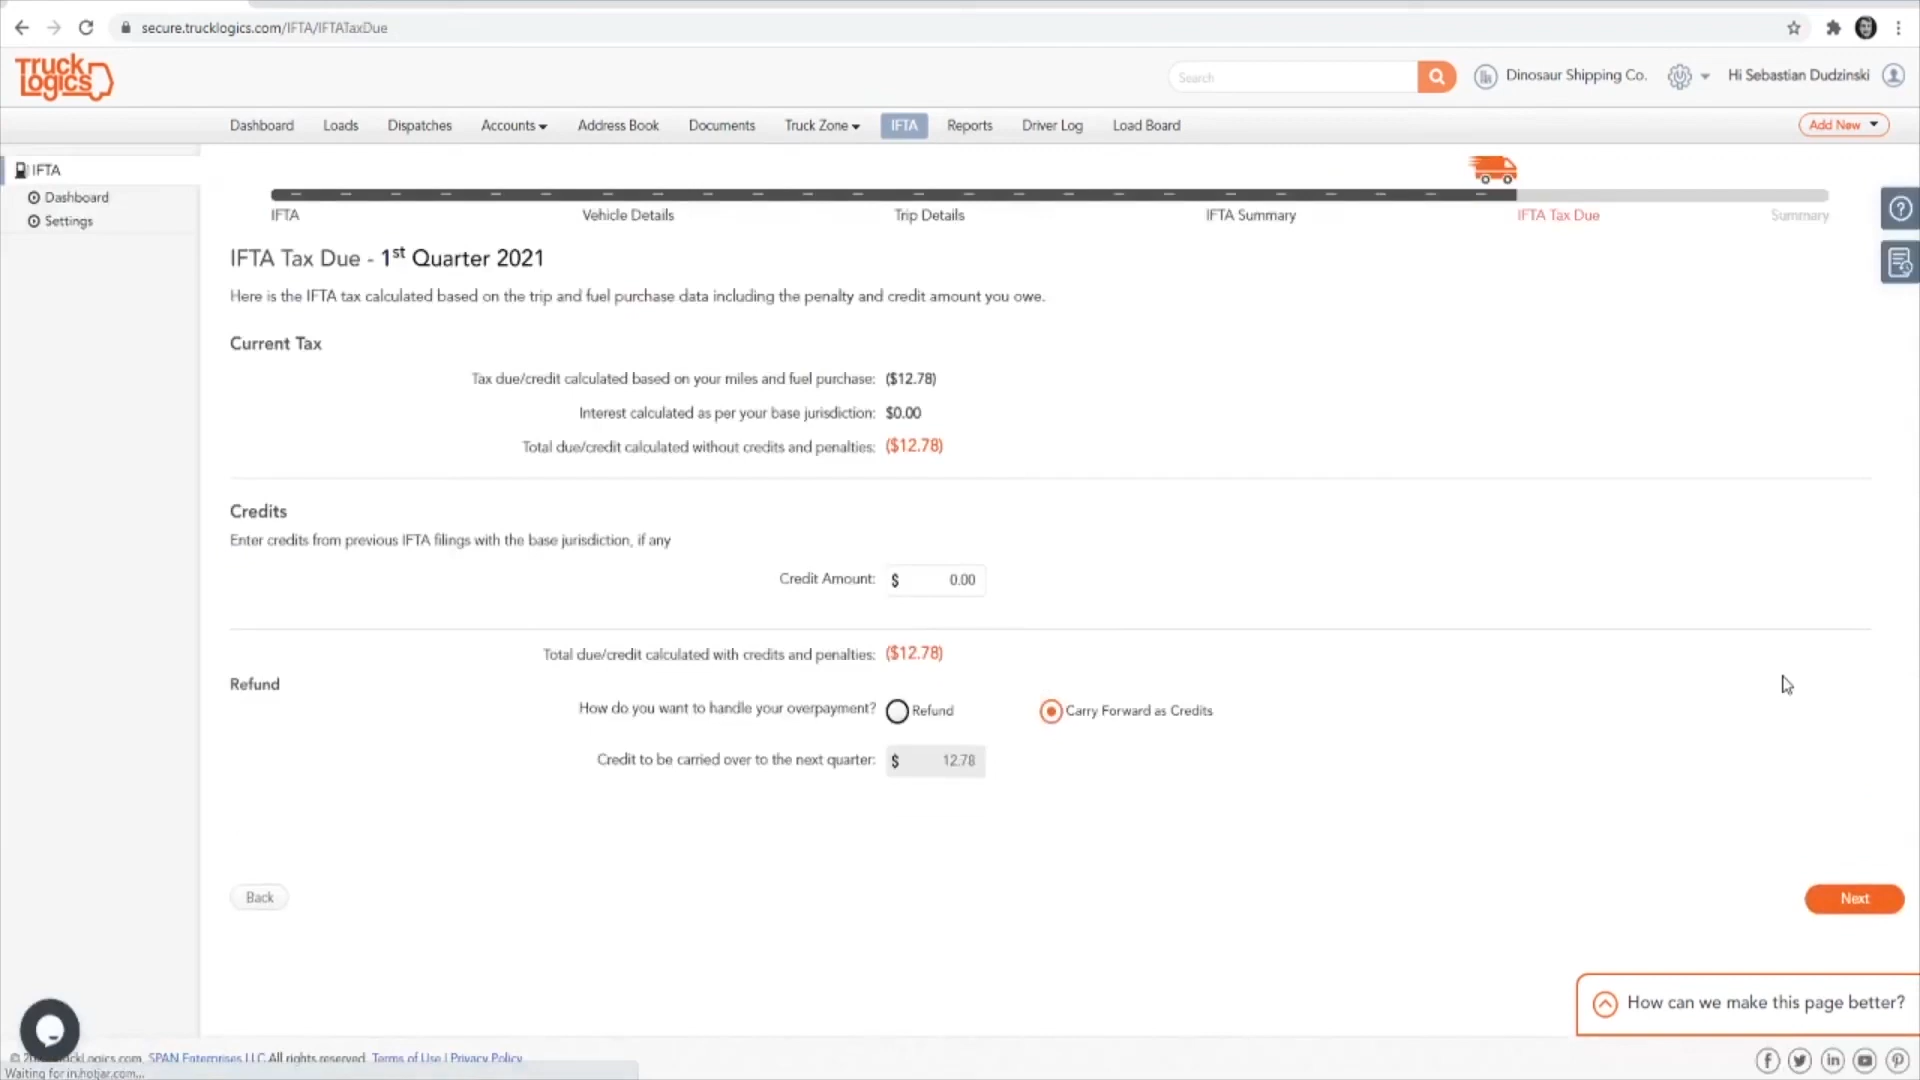 secure.trucklogics.com/IFTA/IFTATaxDue
Truck Logics
Search
Dinosaur Shipping Co.
Hi Sebastian Dudzinski
Dashboard Loads Dispatches Accounts Address Book Documents Truck Zone IFTA Reports Driver Log Load Board Add New
IFTA
Dashboard
Settings
IFTA Vehicle Details Trip Details IFTA Summary IFTA Tax Due Summary
IFTA Tax Due - 1st Quarter 2021
Here is the IFTA tax calculated based on the trip and fuel purchase data including the penalty and credit amount you owe.
Current Tax
Tax due/credit calculated based on your miles and fuel purchase: ($12.78)
Interest calculated as per your base jurisdiction: $0.00
Total due/credit calculated without credits and penalties: ($12.78)
Credits
Enter credits from previous IFTA filings with the base jurisdiction, if any
Credit Amount: $ 0.00
Total due/credit calculated with credits and penalties: ($12.78)
Refund
How do you want to handle your overpayment? Refund Carry Forward as Credits
Credit to be carried over to the next quarter: $ 12.78
Back
Next
How can we make this page better?
SPAN Enterprises LLC All rights reserved. Terms of Use | Privacy Policy
Waiting for in.hotjar.com...